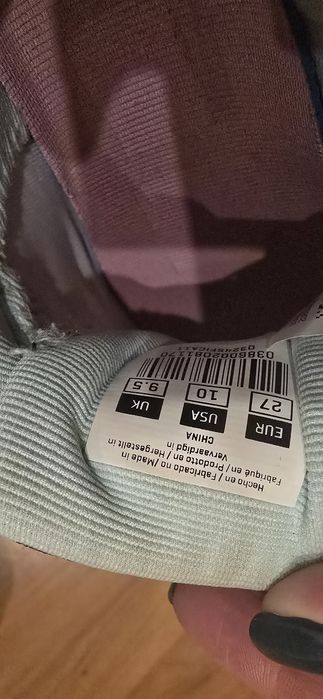 Hecho en / Fabricado no / Made in
Fabriqué en / Prodotto en / Hergestellt in
Vervaardigd in
CHINA
EUR USA UK
27 10 9.5
0386002081170